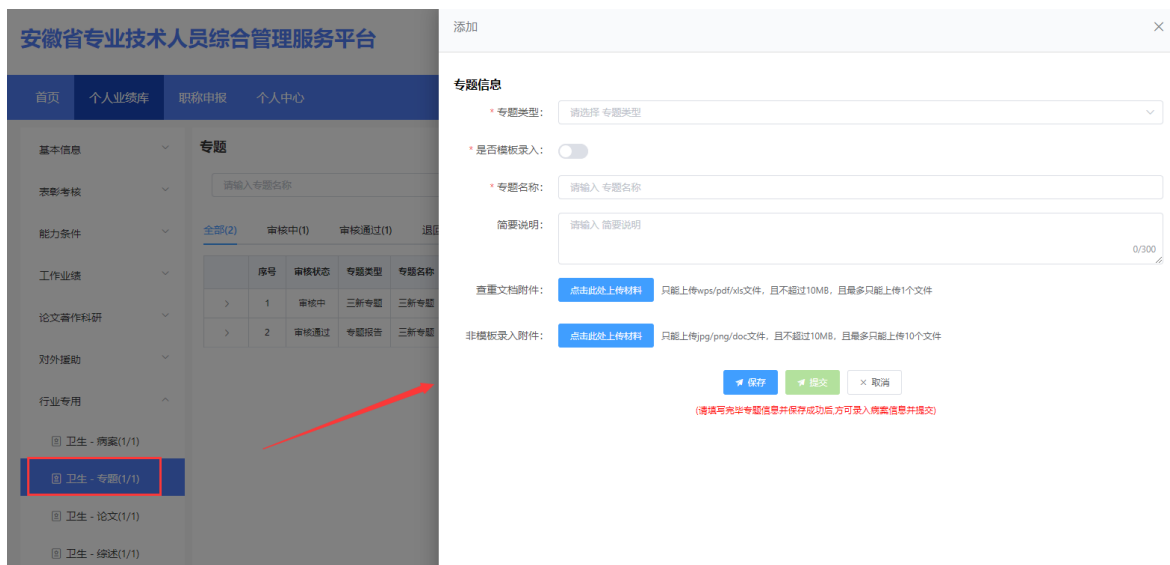 安徽省专业技术人员综合管理服务平台
首页 个人业绩库 职称申报 个人中心
基本信息
表彰考核
能力条件
工作业绩
论文著作科研
对外援助
行业专用
卫生 - 病案(1/1)
卫生 - 专题(1/1)
卫生 - 论文(1/1)
卫生 - 综述(1/1)
专题
请输入专题名称
全部(2) 审核中(1) 审核通过(1) 退回
序号 审核状态 专题类型 专题名称
1 审核中 三新专题 三新专题
2 审核通过 专题报告 三新专题
添加
专题信息
* 专题类型: 请选择 专题类型
* 是否模板录入:
* 专题名称: 请输入 专题名称
简要说明: 请输入 简要说明
0/300
查重文档附件: 点击此处上传材料 只能上传wps/pdf/xls文件，且不超过10MB，且最多只能上传1个文件
非模板录入附件: 点击此处上传材料 只能上传jpg/png/doc文件，且不超过10MB，且最多只能上传10个文件
保存 提交 × 取消
(请填写完毕专题信息并保存成功后,方可录入病案信息并提交)